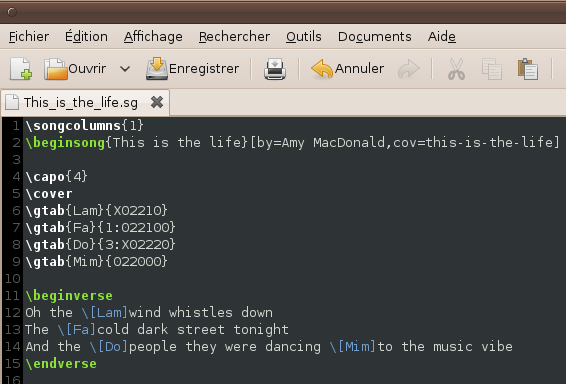 Fichier Édition Affichage Rechercher Outils Documents Aide
Ouvrir Enregistrer Annuler
This_is_the_life.sg
1 \songcolumns{1}
2 \beginsong{This is the life}[by=Amy MacDonald,cov=this-is-the-life]
3
4 \capo{4}
5 \cover
6 \gtab{Lam}{X02210}
7 \gtab{Fa}{1:022100}
8 \gtab{Do}{3:X02220}
9 \gtab{Mim}{022000}
10
11 \beginverse
12 Oh the \[Lam]wind whistles down
13 The \[Fa]cold dark street tonight
14 And the \[Do]people they were dancing \[Mim]to the music vibe
15 \endverse
16